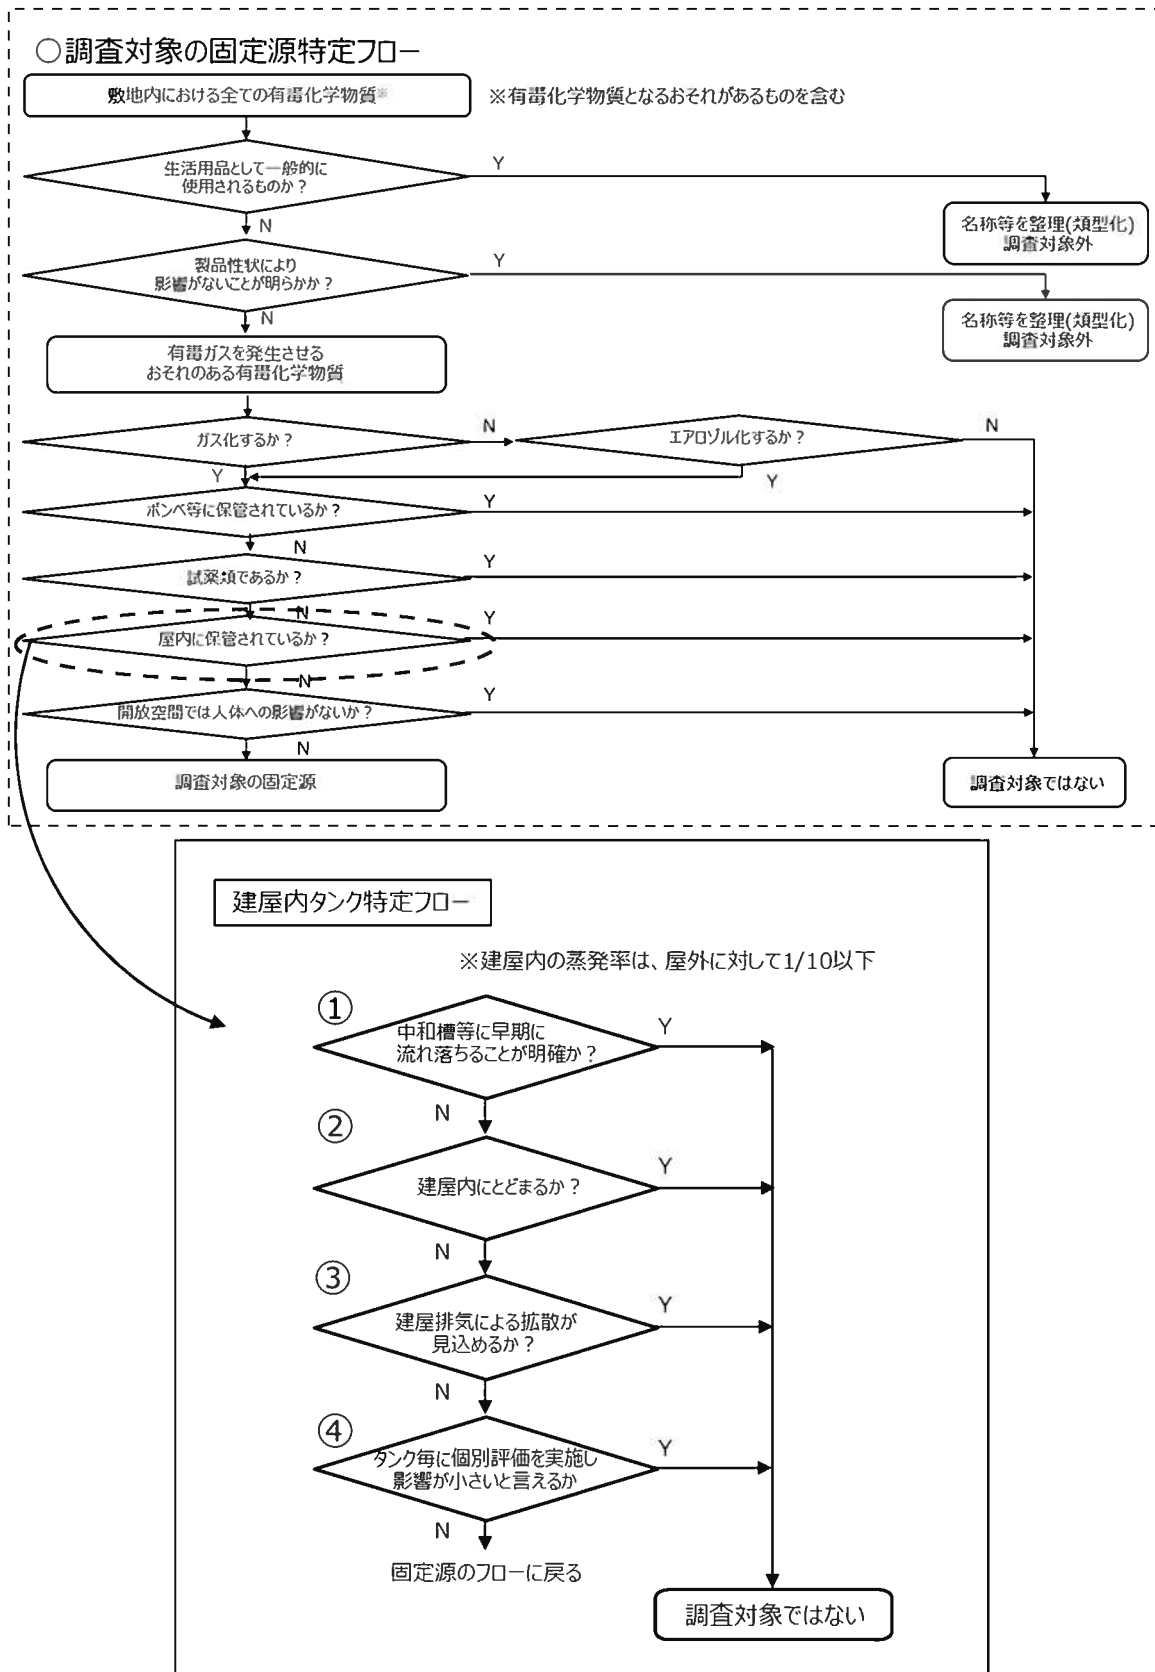 ○調査対象の固定源特定フロー
敷地内における全ての有毒化学物質※
※有毒化学物質となるおそれがあるものを含む
生活用品として一般的に
使用されるものか？
Y
N
名称等を整理(類型化)
調査対象外
製品性状により
影響がないことが明らかか？
Y
N
名称等を整理(類型化)
調査対象外
有毒ガスを発生させる
おそれのある有毒化学物質
ガス化するか？
N
エアロゾル化するか？
N
Y
Y
ボンベ等に保管されているか？
Y
N
試薬類であるか？
Y
N
屋内に保管されているか？
Y
N
開放空間では人体への影響がないか？
Y
N
調査対象の固定源
調査対象ではない
建屋内タンク特定フロー
※建屋内の蒸発率は、屋外に対して1/10以下
①
中和槽等に早期に
流れ落ちることが明確か？
Y
N
②
建屋内にとどまるか？
Y
N
③
建屋排気による拡散が
見込めるか？
Y
N
④
タンク毎に個別評価を実施し
影響が小さいと言えるか
Y
N
固定源のフローに戻る
調査対象ではない